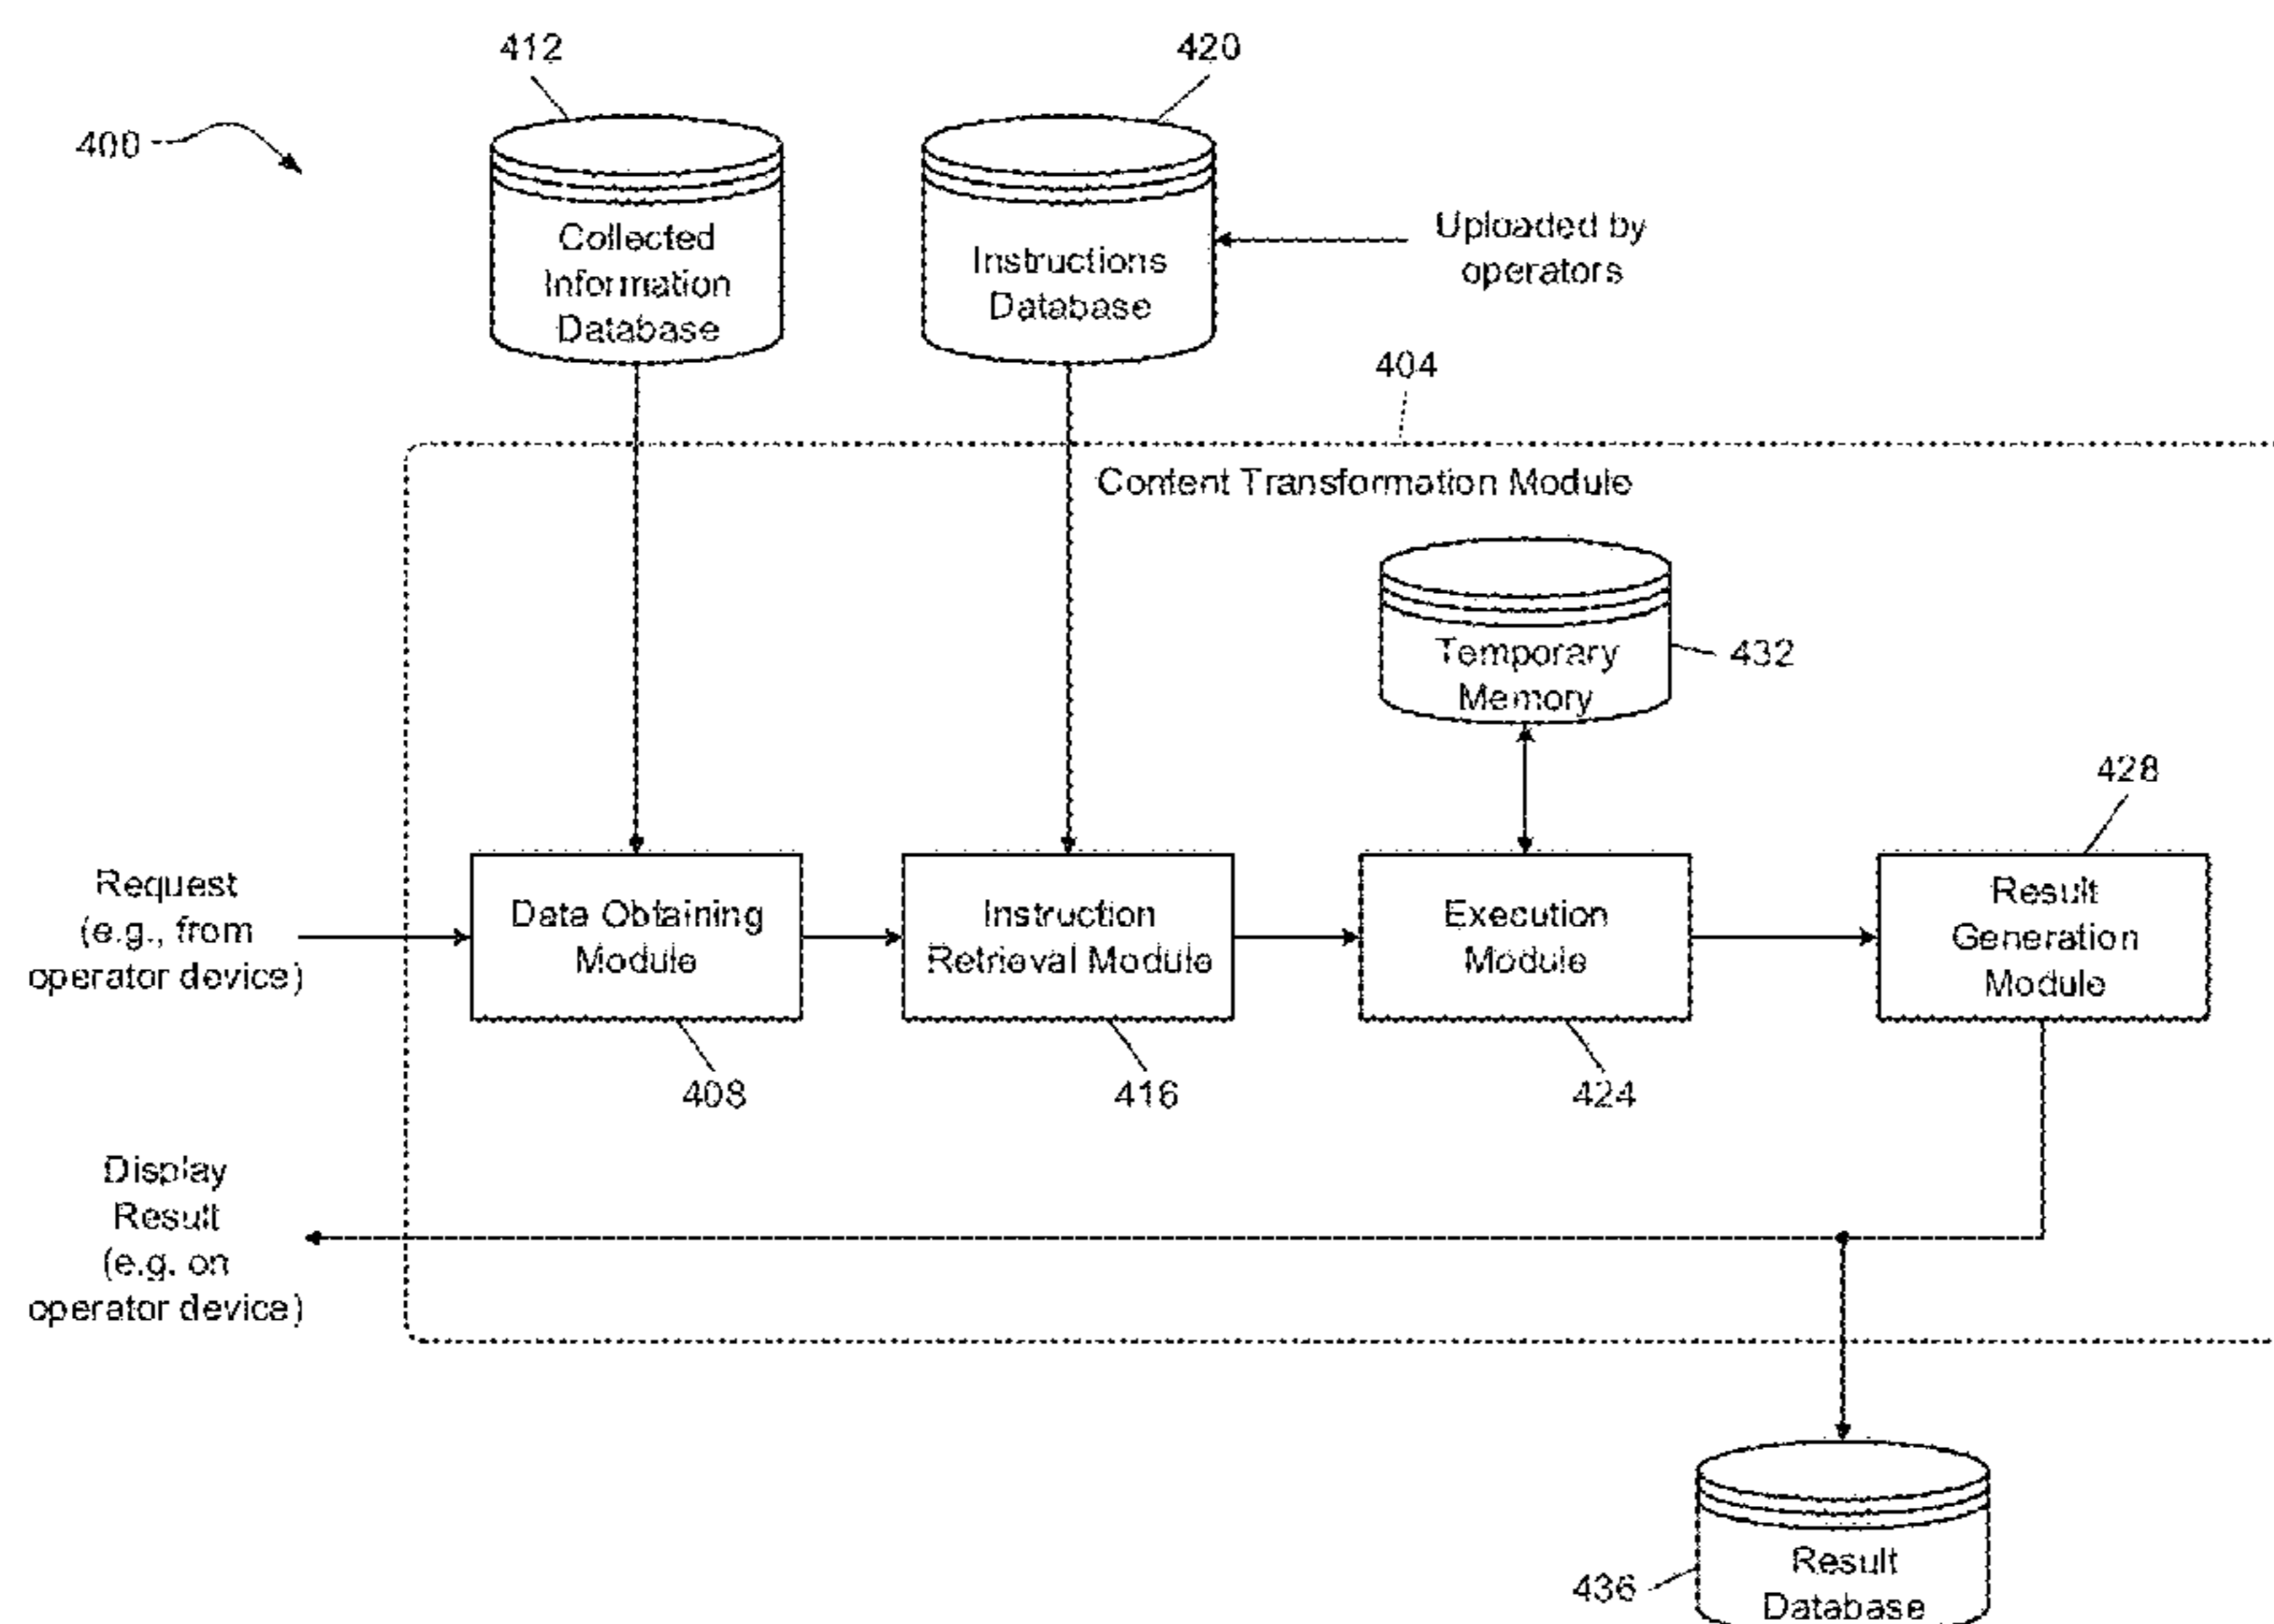 412
420
400
Collected
Information
Database
Instructions
Database
Uploaded by
operators
404
Content Transformation Module
Temporary
Memory
432
428
Request
(e.g., from
operator device)
Data Obtaining
Module
Instruction
Retrieval Module
Execution
Module
Result
Generation
Module
408
416
424
Display
Result
(e.g. on
operator device)
436
Result
Database